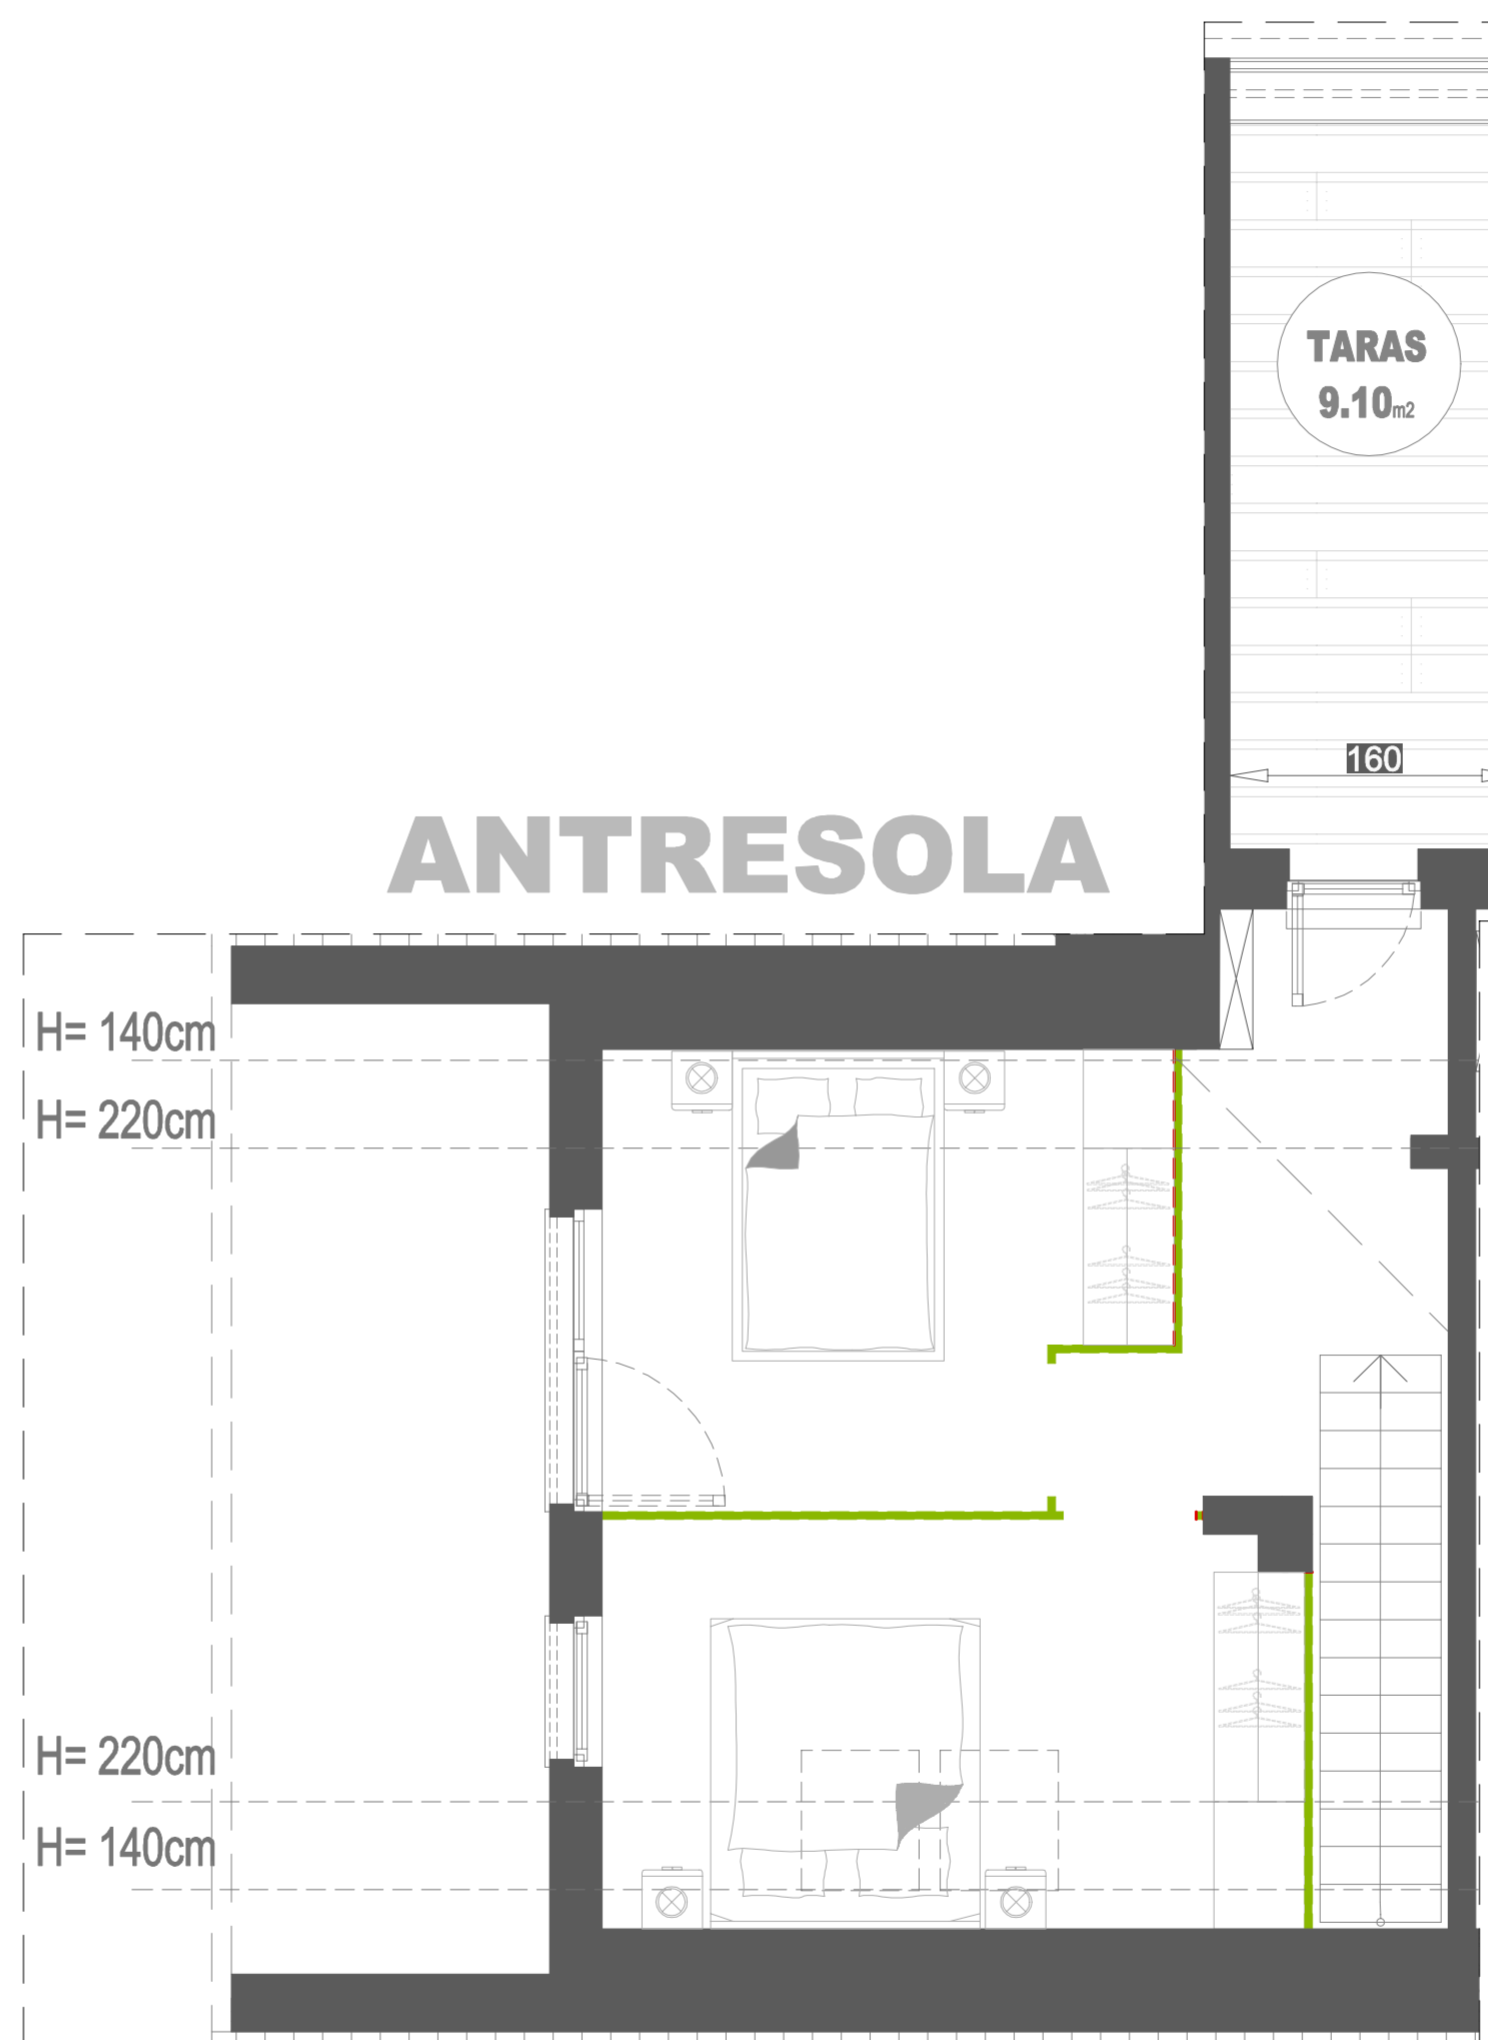 TARAS
9.10m2
160
ANTRESOLA
H= 140cm
H= 220cm
H= 220cm
H= 140cm